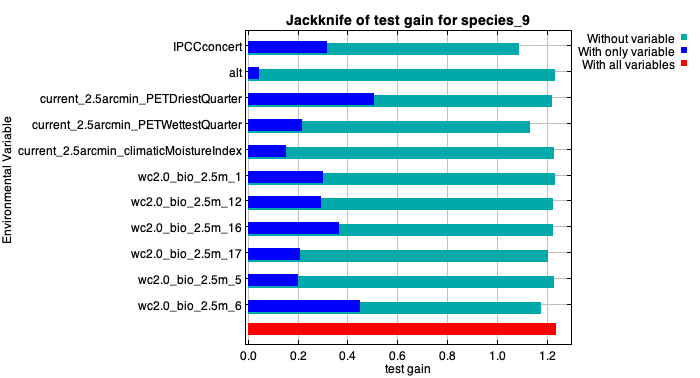 Jackknife of test gain for species_9
Without variable
With only variable
With all variables
Environmental Variable
IPCCconcert
alt
current_2.5arcmin_PETDriestQuarter
current_2.5arcmin_PETWettestQuarter
current_2.5arcmin_climaticMoistureIndex
wc2.0_bio_2.5m_1
wc2.0_bio_2.5m_12
wc2.0_bio_2.5m_16
wc2.0_bio_2.5m_17
wc2.0_bio_2.5m_5
wc2.0_bio_2.5m_6
0.0 0.2 0.4 0.6 0.8 1.0 1.2
test gain